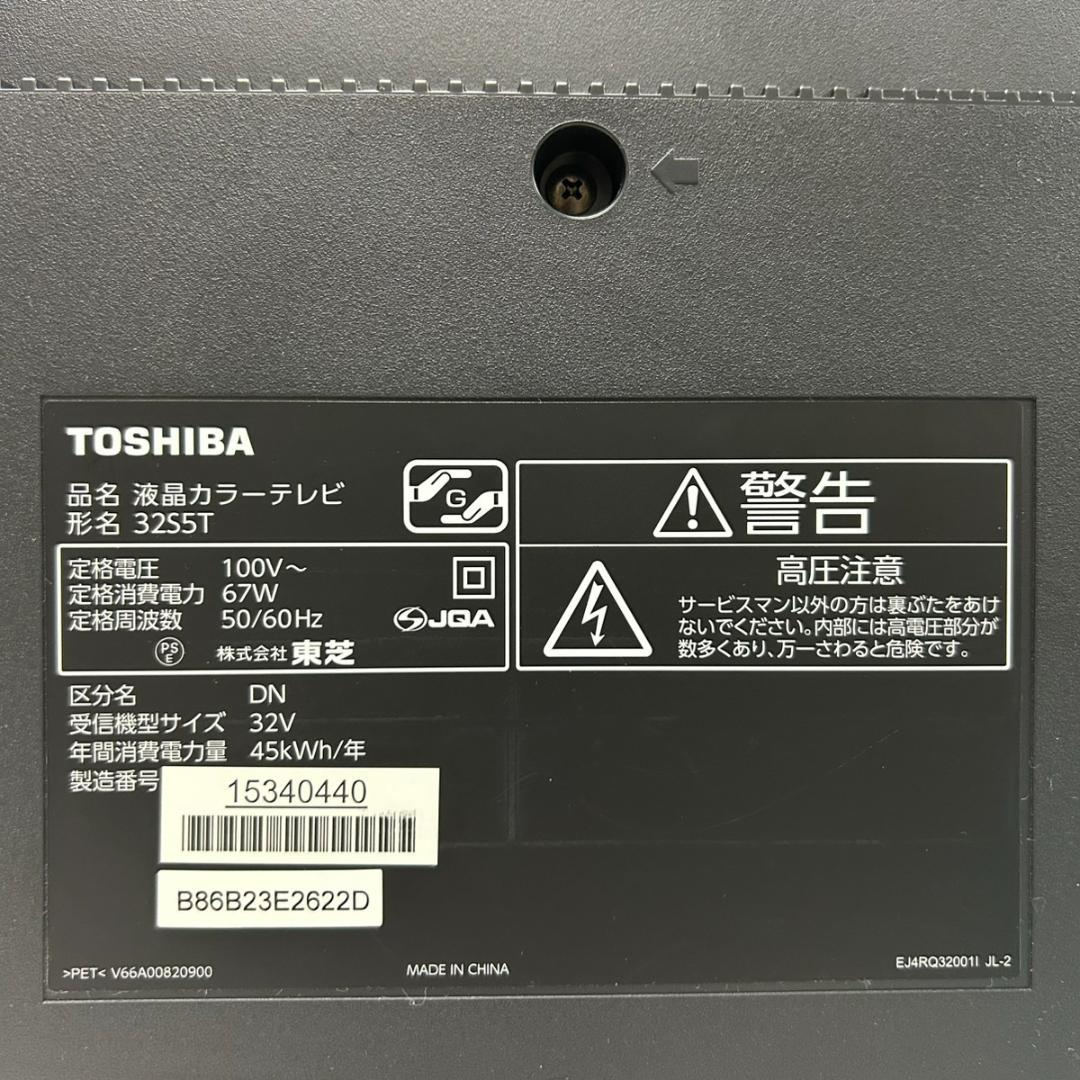 TOSHIBA
品名 液晶カラーテレビ
形名 32S5T
G
定格電圧 100V～
定格消費電力 67W
定格周波数 50/60Hz
JQA
PS
E
株式会社 東芝
警告
高圧注意
サービスマン以外の方は裏ぶたをあけ
ないでください。内部には高電圧部分が
数多くあり、万一さわると危険です。
区分名 DN
受信機型サイズ 32V
年間消費電力量 45kWh/年
製造番号
15340440
B86B23E2622D
>PET< V66A00820900
MADE IN CHINA
EJ4RQ32001I JL-2